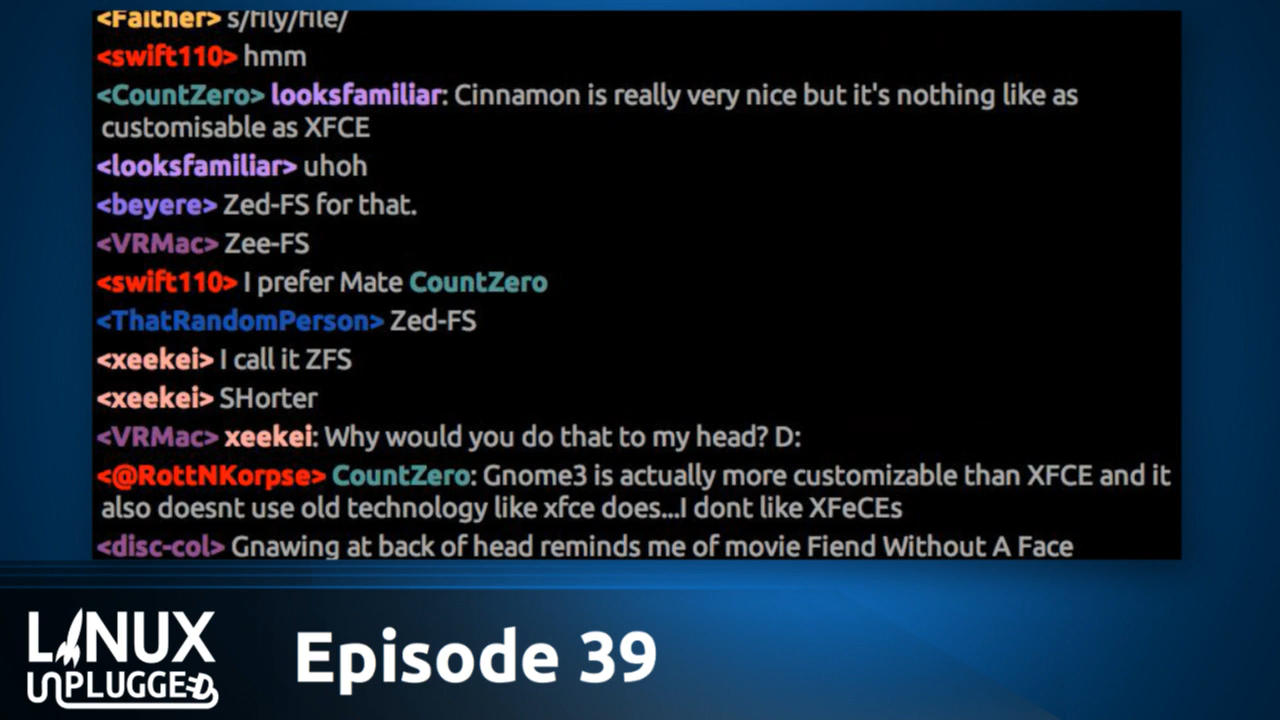 <Faither> s/fily/file/
<swift110> hmm
<CountZero> looksfamiliar: Cinnamon is really very nice but it's nothing like as
customisable as XFCE
<looksfamiliar> uhoh
<beyere> Zed-FS for that.
<VRMac> Zee-FS
<swift110> I prefer Mate CountZero
<ThatRandomPerson> Zed-FS
<xeekei> I call it ZFS
<xeekei> SHorter
<VRMac> xeekei: Why would you do that to my head? D:
<@RottNKorpse> CountZero: Gnome3 is actually more customizable than XFCE and it
also doesnt use old technology like xfce does...I dont like XFeCEs
<disc-col> Gnawing at back of head reminds me of movie Fiend Without A Face
LINUX
UNPLUGGED
Episode 39